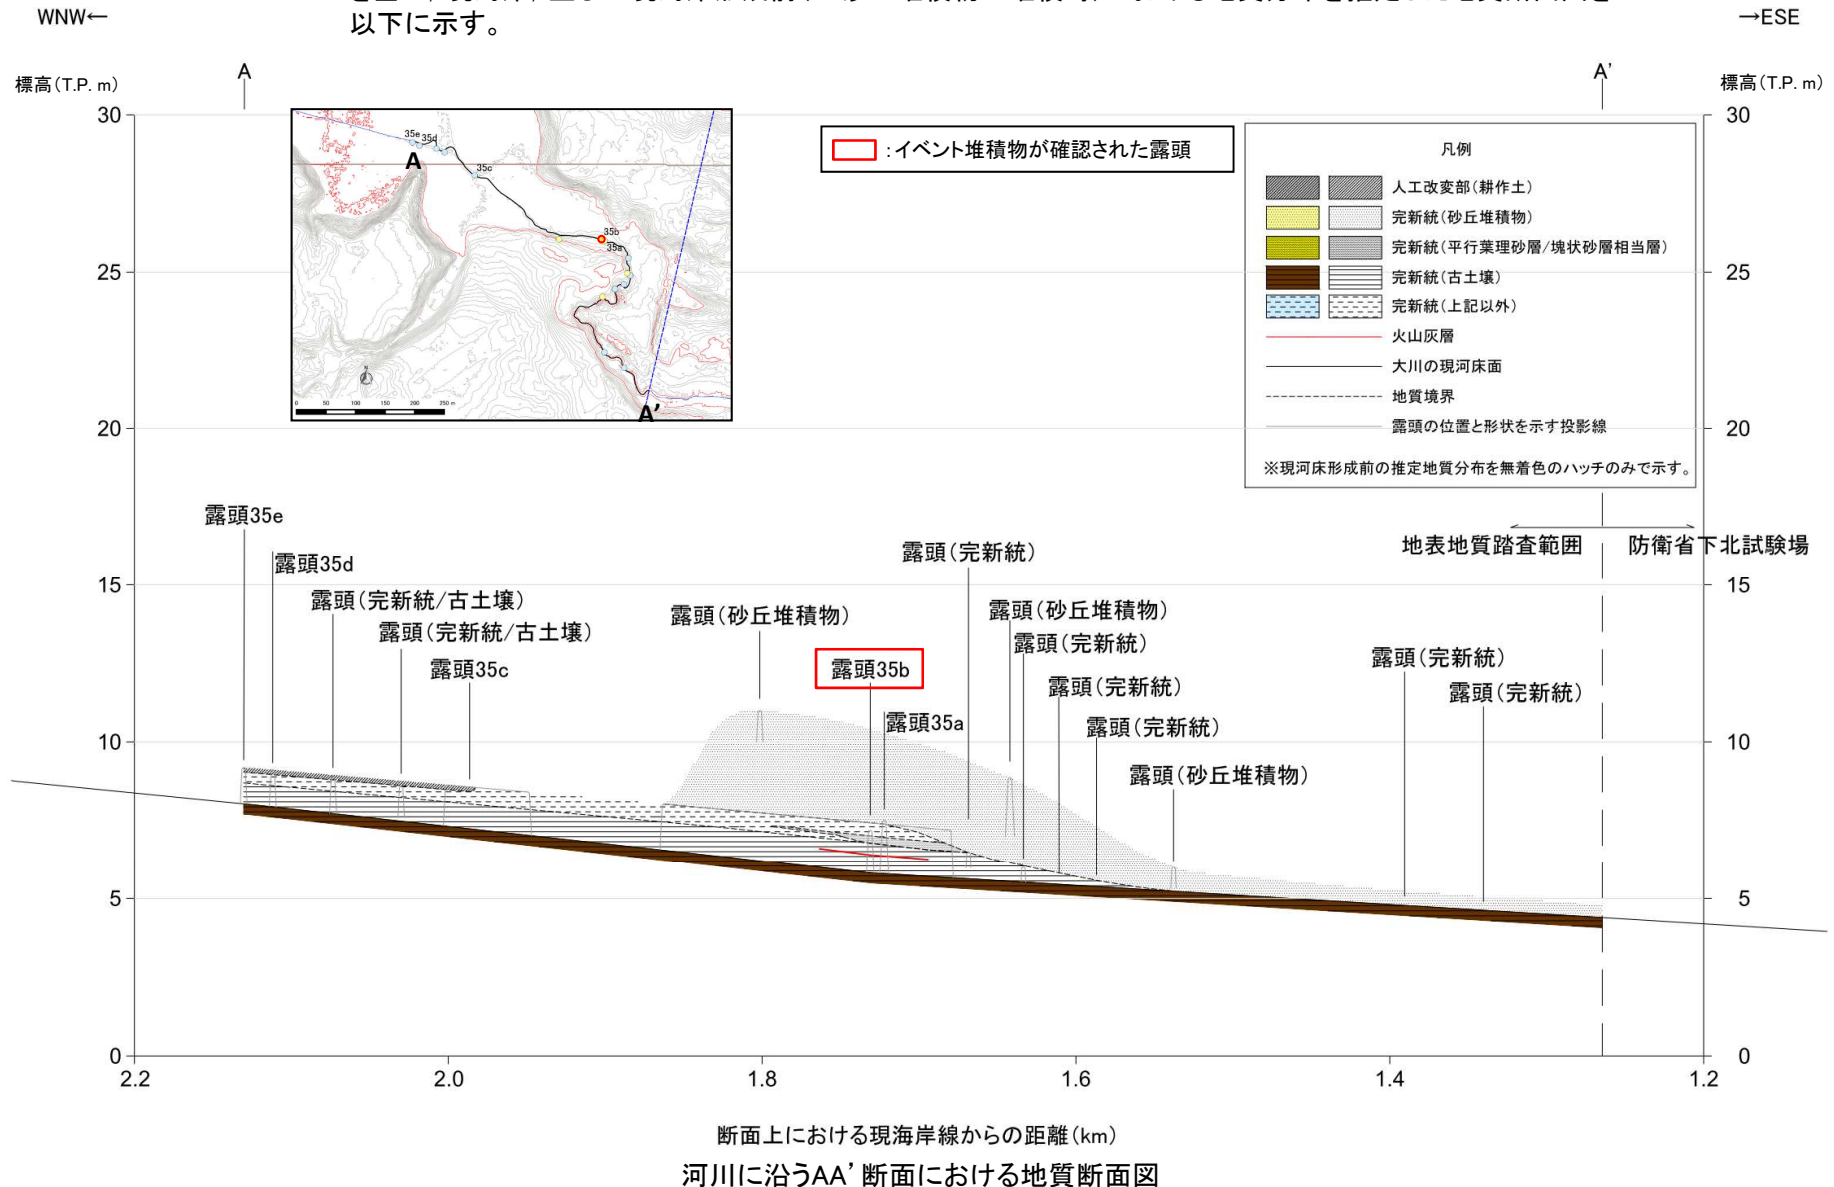 WNW←
→ESE
以下に示す。
標高(T.P. m)
A
A'
標高(T.P. m)
30
25
20
15
10
5
0
30
25
20
15
10
5
0
35e
35d
A
35c
35b
35a
N
0 50 100 150 200 250 m
A'
:イベント堆積物が確認された露頭
凡例
人工改変部(耕作土)
完新統(砂丘堆積物)
完新統(平行葉理砂層/塊状砂層相当層)
完新統(古土壌)
完新統(上記以外)
火山灰層
大川の現河床面
地質境界
露頭の位置と形状を示す投影線
※現河床形成前の推定地質分布を無着色のハッチのみで示す。
地表地質踏査範囲
防衛省下北試験場
露頭35e
露頭35d
露頭(完新統/古土壌)
露頭(完新統/古土壌)
露頭35c
露頭(砂丘堆積物)
露頭35b
露頭35a
露頭(完新統)
露頭(砂丘堆積物)
露頭(完新統)
露頭(完新統)
露頭(完新統)
露頭(砂丘堆積物)
露頭(完新統)
露頭(完新統)
2.2 2.0 1.8 1.6 1.4 1.2
断面上における現海岸線からの距離(km)
河川に沿うAA’断面における地質断面図